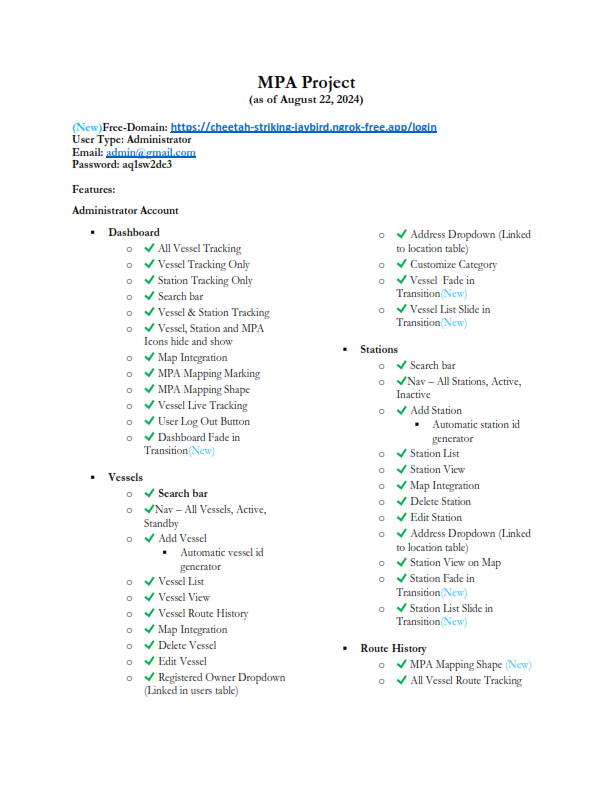 MPA Project
(as of August 22, 2024)
(New)Free-Domain: https://cheetah-striking-jaybird.ngrok-free.app/login
User Type: Administrator
Email: admin@gmail.com
Password: aq1sw2de3
Features:
Administrator Account
▪ Dashboard
o ✔ All Vessel Tracking
o ✔ Vessel Tracking Only
o ✔ Station Tracking Only
o ✔ Search bar
o ✔ Vessel & Station Tracking
o ✔ Vessel, Station and MPA
Icons hide and show
o ✔ Map Integration
o ✔ MPA Mapping Marking
o ✔ MPA Mapping Shape
o ✔ Vessel Live Tracking
o ✔ User Log Out Button
o ✔ Dashboard Fade in
Transition(New)
▪ Vessels
o ✔ Search bar
o ✔Nav – All Vessels, Active,
Standby
o ✔ Add Vessel
▪ Automatic vessel id
generator
o ✔ Vessel List
o ✔ Vessel View
o ✔ Vessel Route History
o ✔ Map Integration
o ✔ Delete Vessel
o ✔ Edit Vessel
o ✔ Registered Owner Dropdown
(Linked in users table)
o ✔ Address Dropdown (Linked
to location table)
o ✔ Customize Category
o ✔ Vessel Fade in
Transition(New)
o ✔ Vessel List Slide in
Transition(New)
▪ Stations
o ✔ Search bar
o ✔Nav – All Stations, Active,
Inactive
o ✔ Add Station
▪ Automatic station id
generator
o ✔ Station List
o ✔ Station View
o ✔ Map Integration
o ✔ Delete Station
o ✔ Edit Station
o ✔ Address Dropdown (Linked
to location table)
o ✔ Station View on Map
o ✔ Station Fade in
Transition(New)
o ✔ Station List Slide in
Transition(New)
▪ Route History
o ✔ MPA Mapping Shape (New)
o ✔ All Vessel Route Tracking